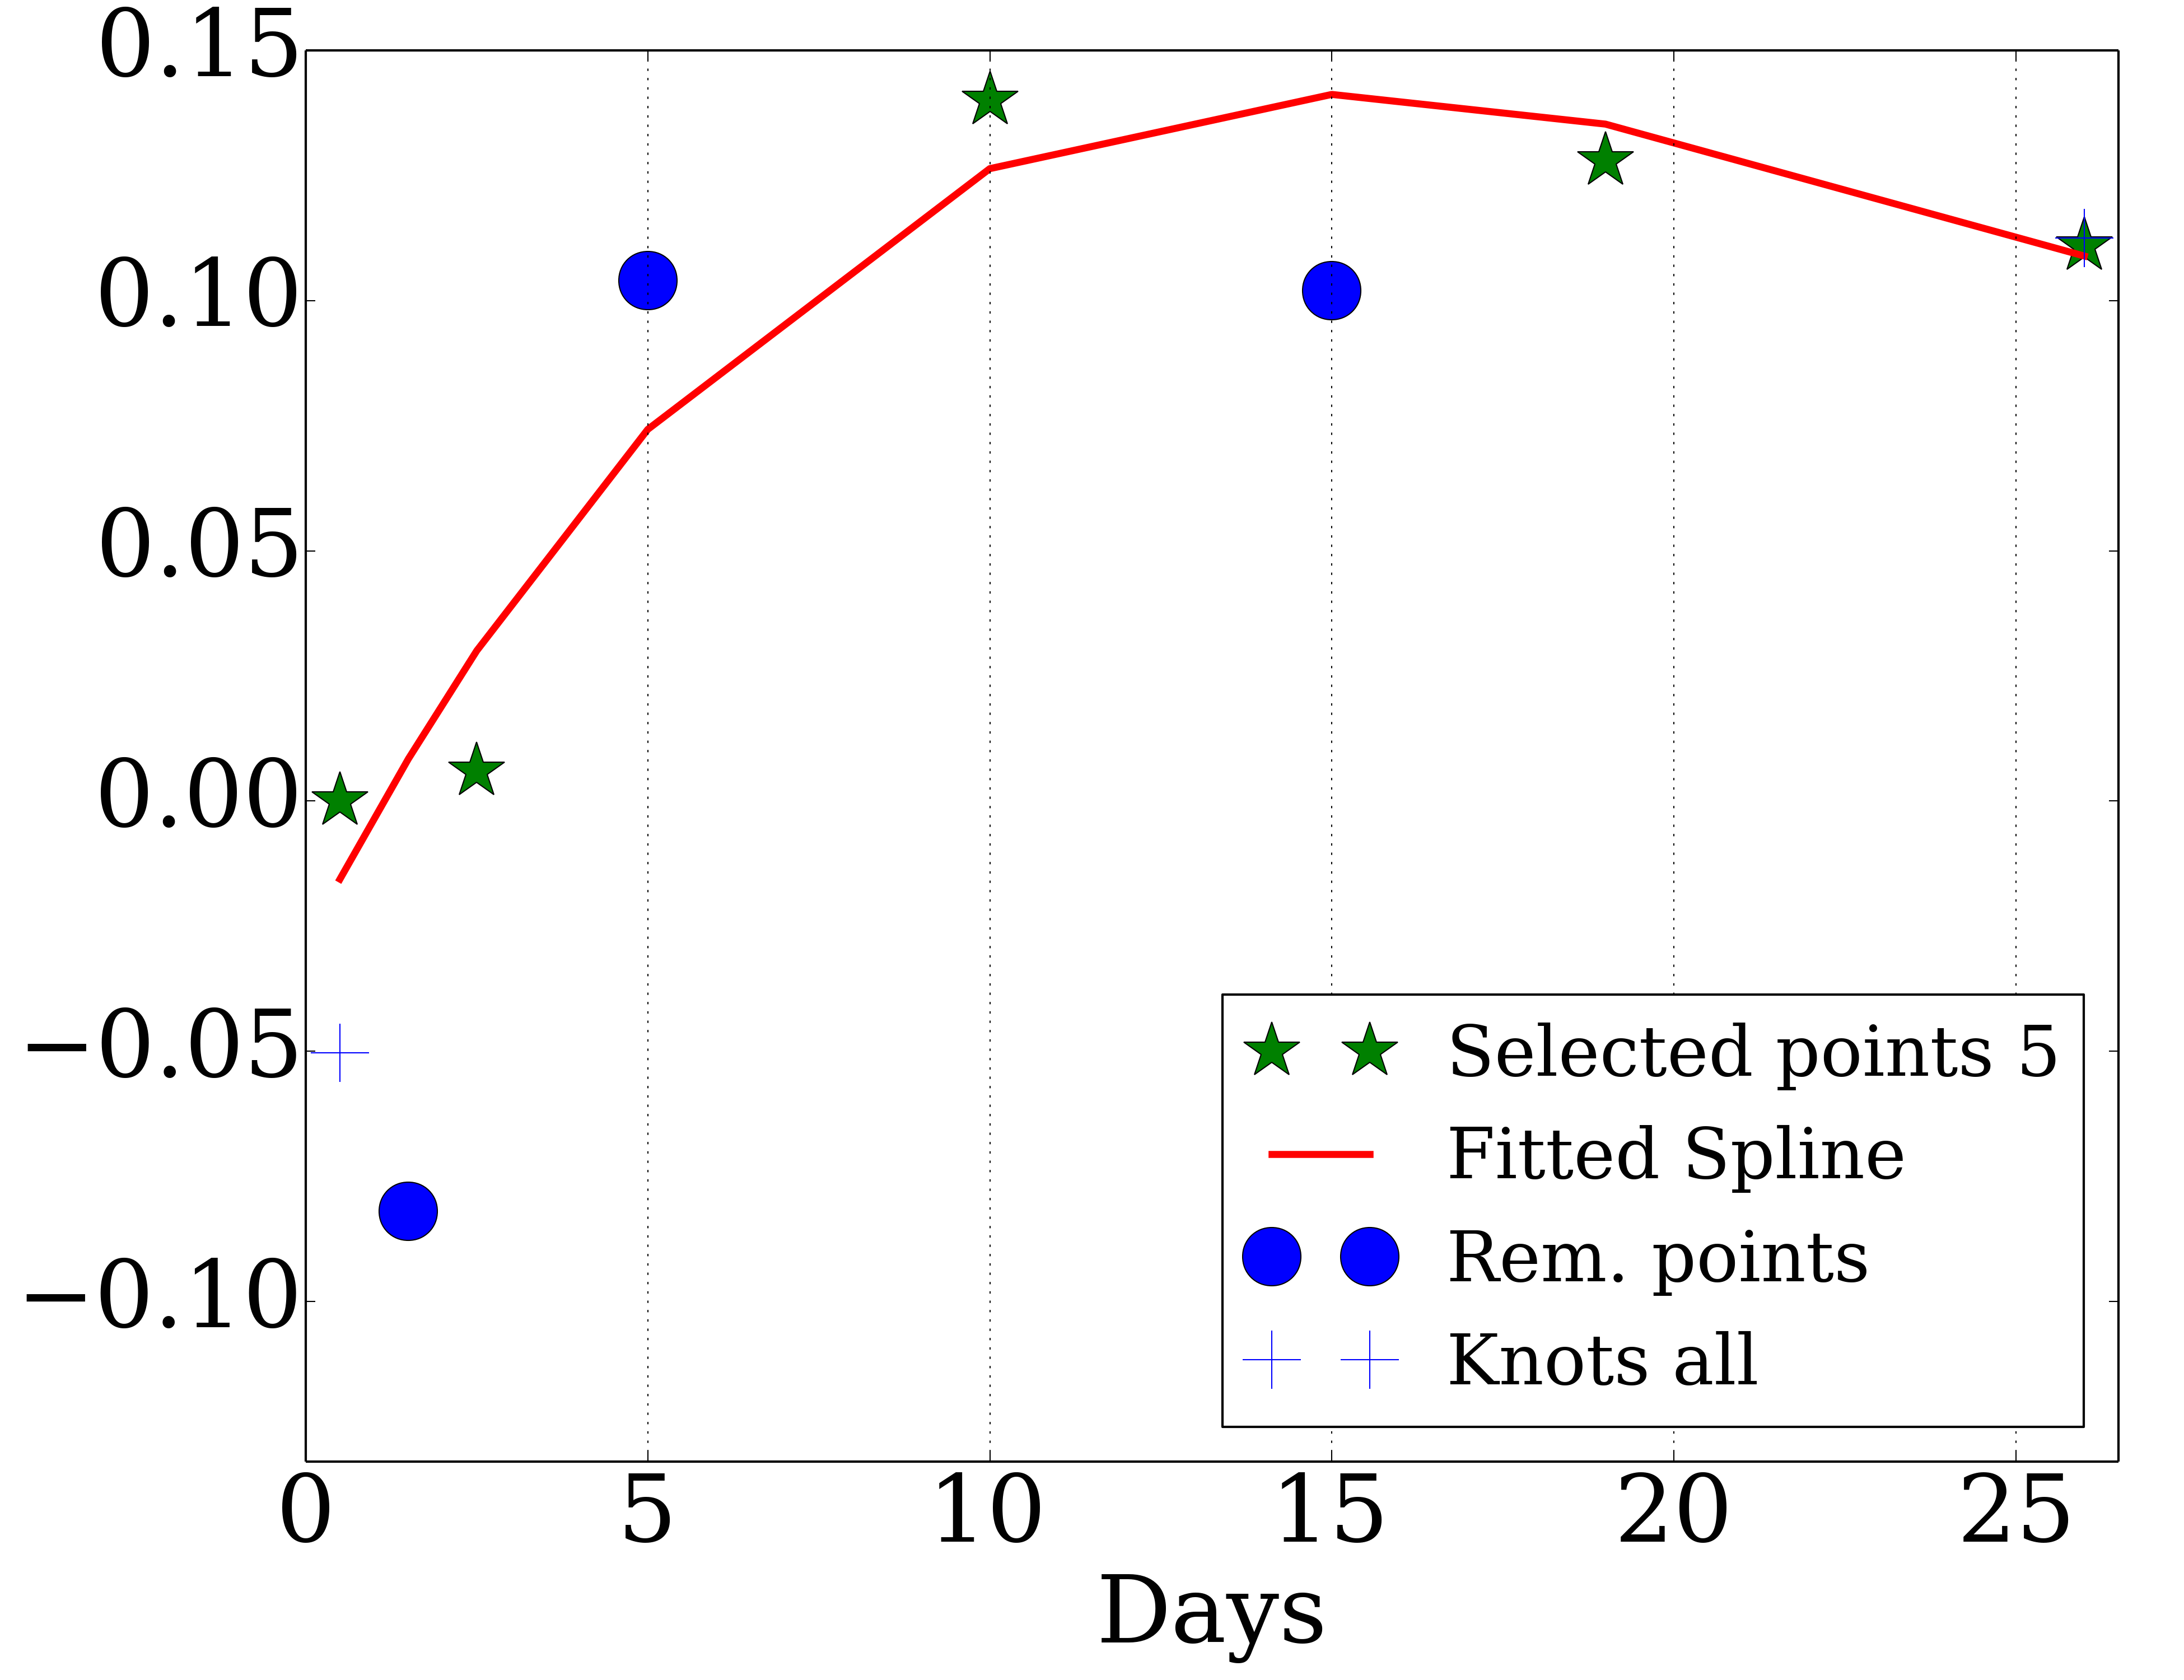 0.15
0.10
0.05
0.00
−0.05
−0.10
Selected points 5
Fitted Spline
Rem. points
Knots all
0 5 10 15 20 25
Days